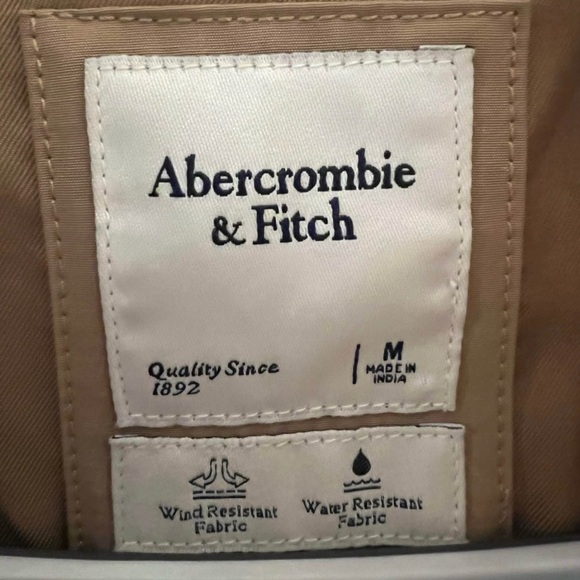 Abercrombie
& Fitch
Quality Since
1892
M
MADE IN
INDIA
Wind Resistant
Fabric
Water Resistant
Fabric